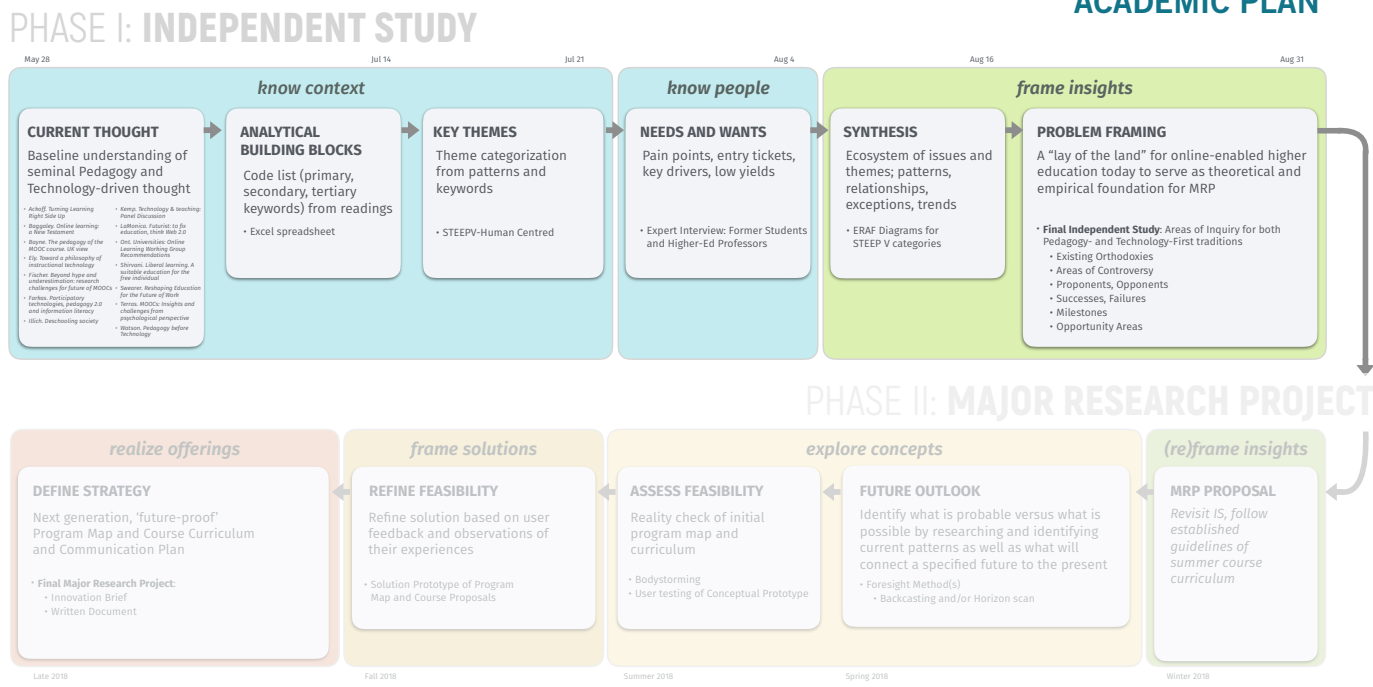 ACADEMIC PLAN
PHASE I: INDEPENDENT STUDY
May 28
Jul 14
Jul 21
Aug 4
Aug 16
Aug 31
know context
CURRENT THOUGHT
Baseline understanding of
seminal Pedagogy and
Technology-driven thought
• Ackoff. Turning Learning
Right Side Up
• Baggaley. Online learning:
a New Testament
• Bayne. The pedagogy of the
MOOC course. UK view
• Ely. Toward a philosophy of
instructional technology
• Fischer. Beyond hype and
underestimation: research
challenges for future of MOOCs
• Farkas. Participatory
technologies, pedagogy 2.0
and information literacy
• Illich. Deschooling society
• Kemp. Technology & teaching:
Panel Discussion
• LaMonica. Futurist: to fix
education, think Web 2.0
• Ont. Universities: Online
Learning Working Group
Recommendations
• Shirvani. Liberal learning. A
suitable education for the
free individual
• Swearer. Reshaping Education
for the Future of Work
• Terras. MOOCs: Insights and
challenges from
psychological perspective
• Watson. Pedagogy before
Technology
ANALYTICAL
BUILDING BLOCKS
Code list (primary,
secondary, tertiary
keywords) from readings
• Excel spreadsheet
KEY THEMES
Theme categorization
from patterns and
keywords
• STEEPV-Human Centred
know people
NEEDS AND WANTS
Pain points, entry tickets,
key drivers, low yields
• Expert Interview: Former Students
and Higher-Ed Professors
frame insights
SYNTHESIS
Ecosystem of issues and
themes; patterns,
relationships,
exceptions, trends
• ERAF Diagrams for
STEEP V categories
PROBLEM FRAMING
A “lay of the land” for online-enabled higher
education today to serve as theoretical and
empirical foundation for MRP
• Final Independent Study: Areas of Inquiry for both
Pedagogy- and Technology-First traditions
• Existing Orthodoxies
• Areas of Controversy
• Proponents, Opponents
• Successes, Failures
• Milestones
• Opportunity Areas
PHASE II: MAJOR RESEARCH PROJECT
realize offerings
DEFINE STRATEGY
Next generation, ‘future-proof’
Program Map and Course Curriculum
and Communication Plan
• Final Major Research Project:
• Innovation Brief
• Written Document
frame solutions
REFINE FEASIBILITY
Refine solution based on user
feedback and observations of
their experiences
• Solution Prototype of Program
Map and Course Proposals
explore concepts
ASSESS FEASIBILITY
Reality check of initial
program map and
curriculum
• Bodystorming
• User testing of Conceptual Prototype
FUTURE OUTLOOK
Identify what is probable versus what is
possible by researching and identifying
current patterns as well as what will
connect a specified future to the present
• Foresight Method(s)
• Backcasting and/or Horizon scan
(re)frame insights
MRP PROPOSAL
Revisit IS, follow
established
guidelines of
summer course
curriculum
Late 2018
Fall 2018
Summer 2018
Spring 2018
Winter 2018